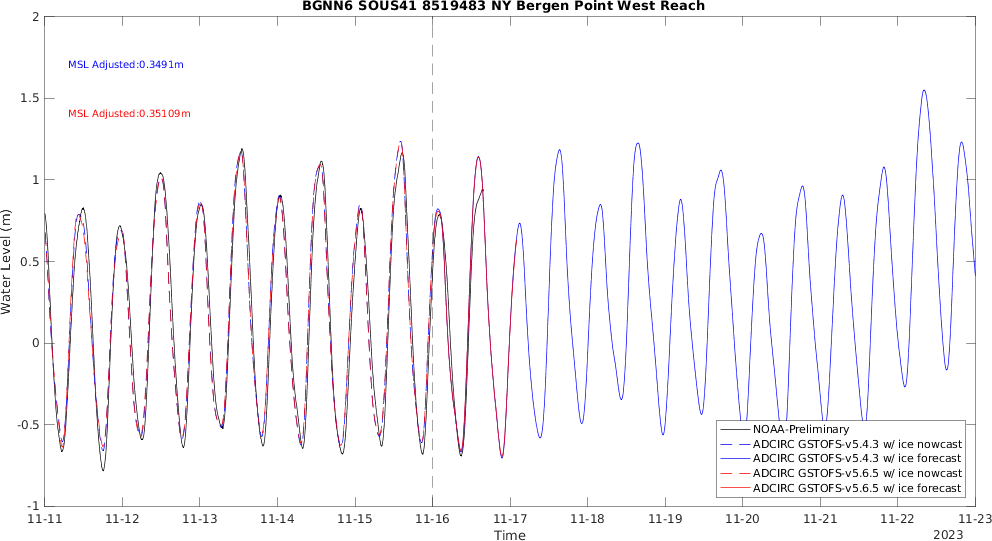 BGNN6 SOUS41 8519483 NY Bergen Point West Reach
2
1.5
1
0.5
0
-0.5
-1
Water Level (m)
MSL Adjusted:0.3491m
MSL Adjusted:0.35109m
NOAA-Preliminary
ADCIRC GSTOFS-v5.4.3 w/ ice nowcast
ADCIRC GSTOFS-v5.4.3 w/ ice forecast
ADCIRC GSTOFS-v5.6.5 w/ ice nowcast
ADCIRC GSTOFS-v5.6.5 w/ ice forecast
11-11 11-12 11-13 11-14 11-15 11-16 11-17 11-18 11-19 11-20 11-21 11-22 11-23
Time
2023